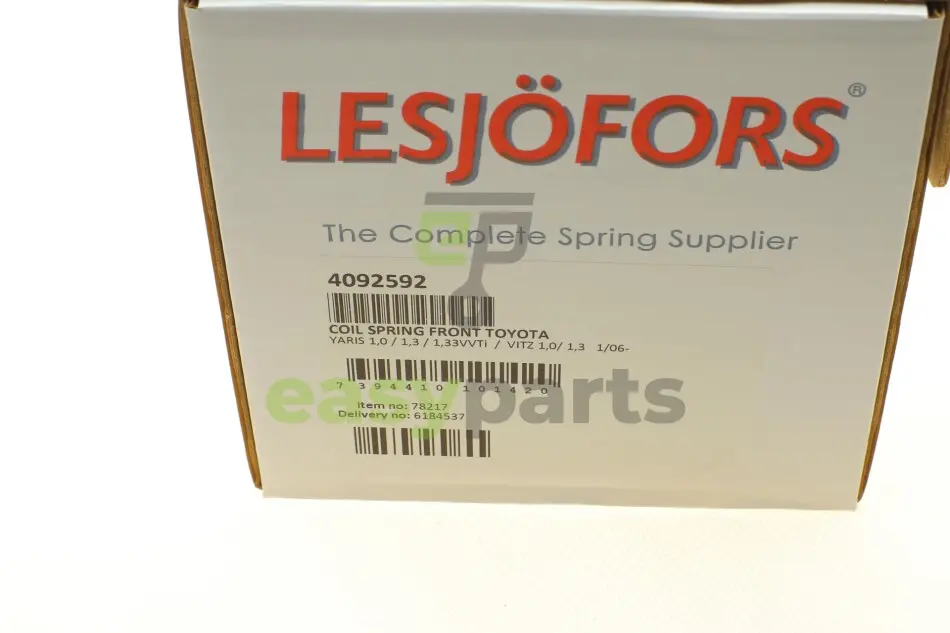 LESJÖFORS®
The Complete Spring Supplier
4092592
COIL SPRING FRONT TOYOTA
YARIS 1,0 / 1,3 / 1,33VVTi / VITZ 1,0/ 1,3 1/06-
7 394410 101420
Item no: 78217
Delivery no: 6184537
ep
easyparts